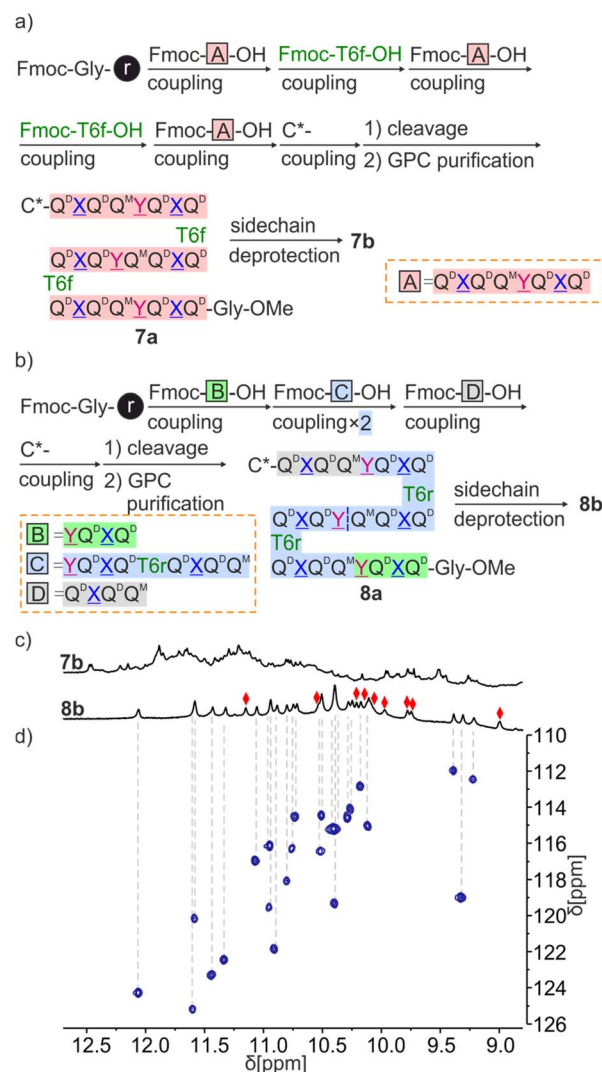 a)
Fmoc-A-OH Fmoc-T6f-OH Fmoc-A-OH
Fmoc-Gly-r coupling coupling coupling
Fmoc-T6f-OH Fmoc-A-OH C*- 1) cleavage
coupling coupling coupling 2) GPC purification
C*-QᴰXQᴰQᴹYQᴰXQᴰ sidechain
T6f deprotection 7b
QᴰXQᴰYQᴹQᴰXQᴰ
T6f
A =QᴰXQᴰQᴹYQᴰXQᴰ
QᴰXQᴰQᴹYQᴰXQᴰ-Gly-OMe
7a
b)
Fmoc-B-OH Fmoc-C-OH Fmoc-D-OH
Fmoc-Gly-r coupling coupling×2 coupling
C*- 1) cleavage
coupling 2) GPC
purification
C*-QᴰXQᴰQᴹYQᴰXQᴰ
T6r sidechain
deprotection 8b
QᴰXQᴰY¦QᴹQᴰXQᴰ
T6r
QᴰXQᴰQᴹYQᴰXQᴰ-Gly-OMe
8a
B =YQᴰXQᴰ
C =YQᴰXQᴰT6rQᴰXQᴰQᴹ
D =QᴰXQᴰQᴹ
c)
7b
8b
d)
110
112
114
116
118
120
122
124
126
δ[ppm]
12.5 12.0 11.5 11.0 10.5 10.0 9.5 9.0
δ[ppm]